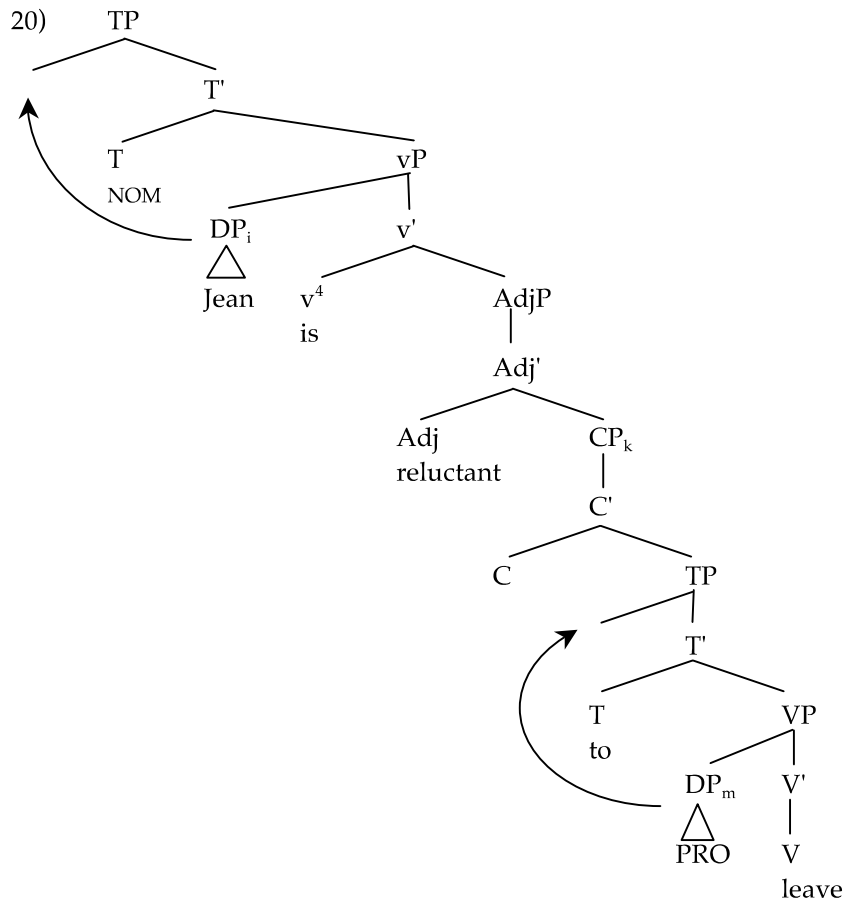 20) TP
T'
T vP
NOM
DPi v'
Jean v4 AdjP
is
Adj'
Adj CPk
reluctant
C'
C TP
T'
T VP
to
DPm V'
PRO V
leave